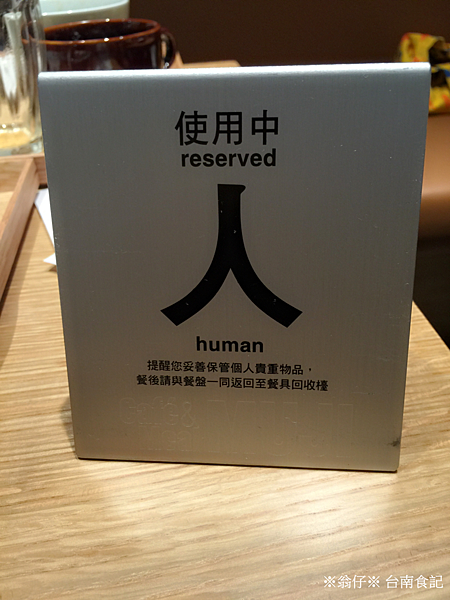 使用中
reserved
人
human
提醒您妥善保管個人貴重物品，
餐後請與餐盤一同返回至餐具回收檯
※翁仔※ 台南食記